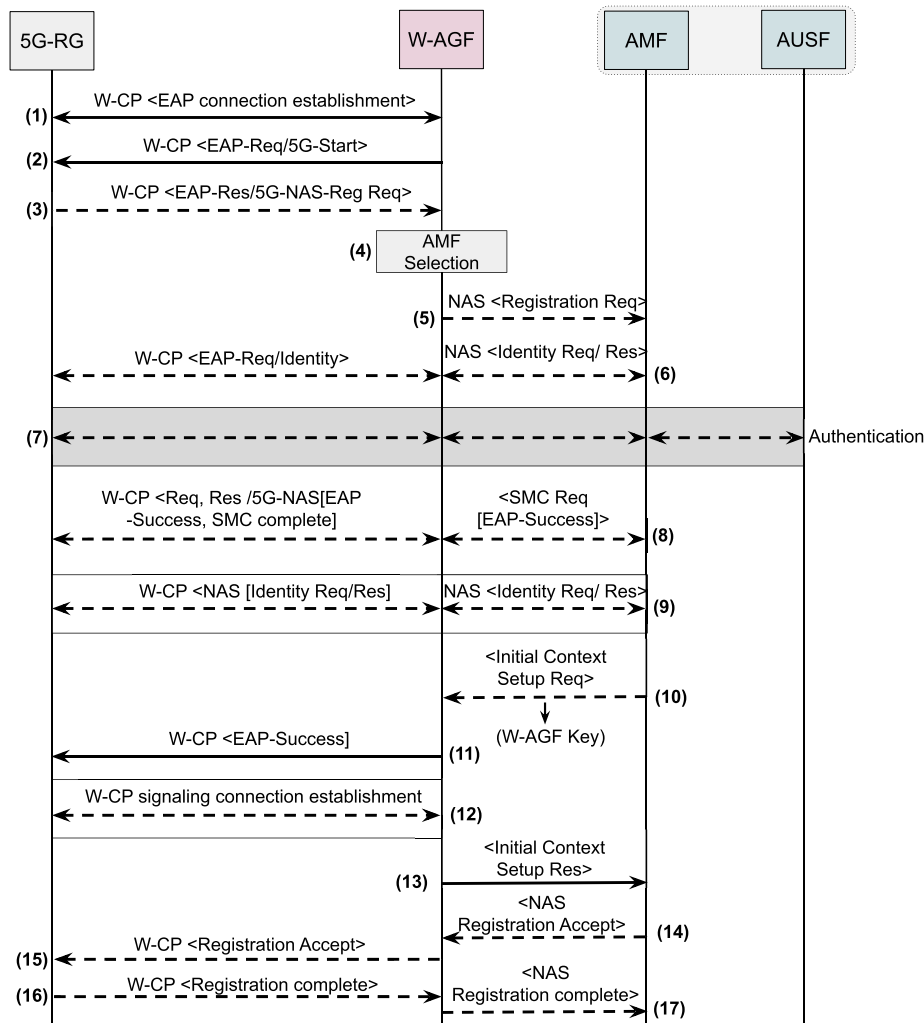 5G-RG
W-AGF
AMF
AUSF
W-CP <EAP connection establishment>
(1)
W-CP <EAP-Req/5G-Start>
(2)
W-CP <EAP-Res/5G-NAS-Reg Req>
(3)
(4)
AMF
Selection
NAS <Registration Req>
(5)
W-CP <EAP-Req/Identity>
NAS <Identity Req/ Res>
(6)
(7)
Authentication
W-CP <Req, Res /5G-NAS[EAP
-Success, SMC complete]
<SMC Req
[EAP-Success]>
(8)
W-CP <NAS [Identity Req/Res]
NAS <Identity Req/ Res>
(9)
<Initial Context
Setup Req>
(10)
(W-AGF Key)
W-CP <EAP-Success]
(11)
W-CP signaling connection establishment
(12)
<Initial Context
Setup Res>
(13)
<NAS
Registration Accept>
(14)
W-CP <Registration Accept>
(15)
W-CP <Registration complete>
(16)
<NAS
Registration complete>
(17)